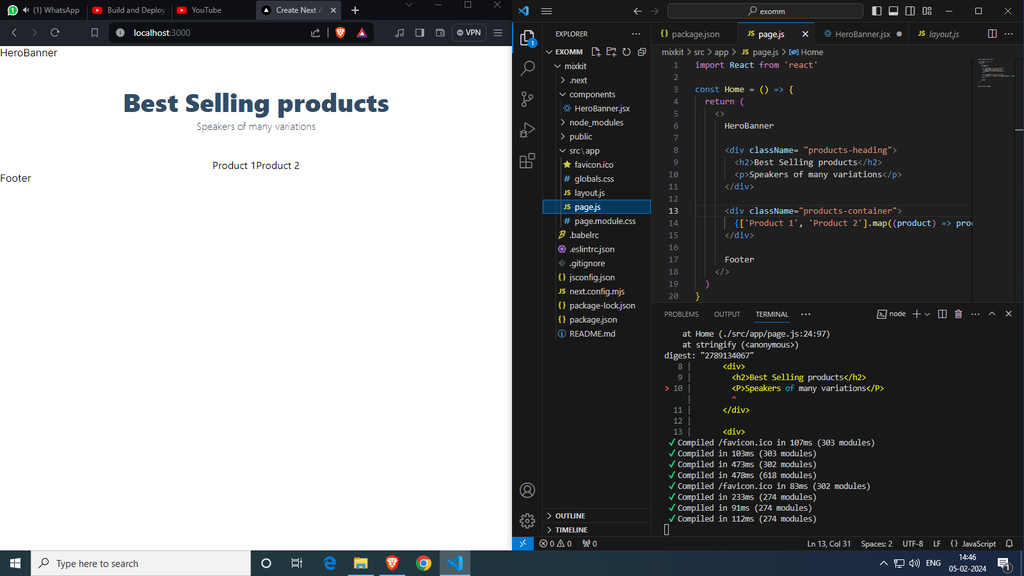 (1) WhatsApp
Build and Deploy
YouTube
Create Next A
localhost:3000
VPN
HeroBanner
Best Selling products
Speakers of many variations
Product 1Product 2
Footer
exomm
EXPLORER
EXOMM
mixkit
.next
components
HeroBanner.jsx
node_modules
public
src\app
favicon.ico
globals.css
layout.js
page.js
page.module.css
.babelrc
.eslintrc.json
.gitignore
jsconfig.json
next.config.mjs
package-lock.json
package.json
README.md
OUTLINE
TIMELINE
package.json
page.js
HeroBanner.jsx
layout.js
mixkit > src > app > JS page.js > Home
1 import React from 'react'
2
3 const Home = () => {
4 return (
5 <>
6 HeroBanner
7
8 <div className= "products-heading">
9 <h2>Best Selling products</h2>
10 <p>Speakers of many variations</p>
11 </div>
12
13 <div className="products-container">
14 {['Product 1', 'Product 2'].map((product) => pro
15 </div>
16
17 Footer
18 </>
19 )
20 }
PROBLEMS OUTPUT TERMINAL
node
at Home (./src/app/page.js:24:97)
at stringify (<anonymous>)
digest: "2789134067"
8 | <div>
9 | <h2>Best Selling products</h2>
> 10 | <P>Speakers of many variations</P>
| ^
11 | </div>
12 |
13 | <div>
✓ Compiled /favicon.ico in 107ms (303 modules)
✓ Compiled in 103ms (303 modules)
✓ Compiled in 473ms (302 modules)
✓ Compiled in 478ms (618 modules)
✓ Compiled /favicon.ico in 83ms (302 modules)
✓ Compiled in 233ms (274 modules)
✓ Compiled in 91ms (274 modules)
✓ Compiled in 112ms (274 modules)
0 0 0
Ln 13, Col 31 Spaces: 2 UTF-8 LF {} JavaScript
Type here to search
ENG
14:46
05-02-2024